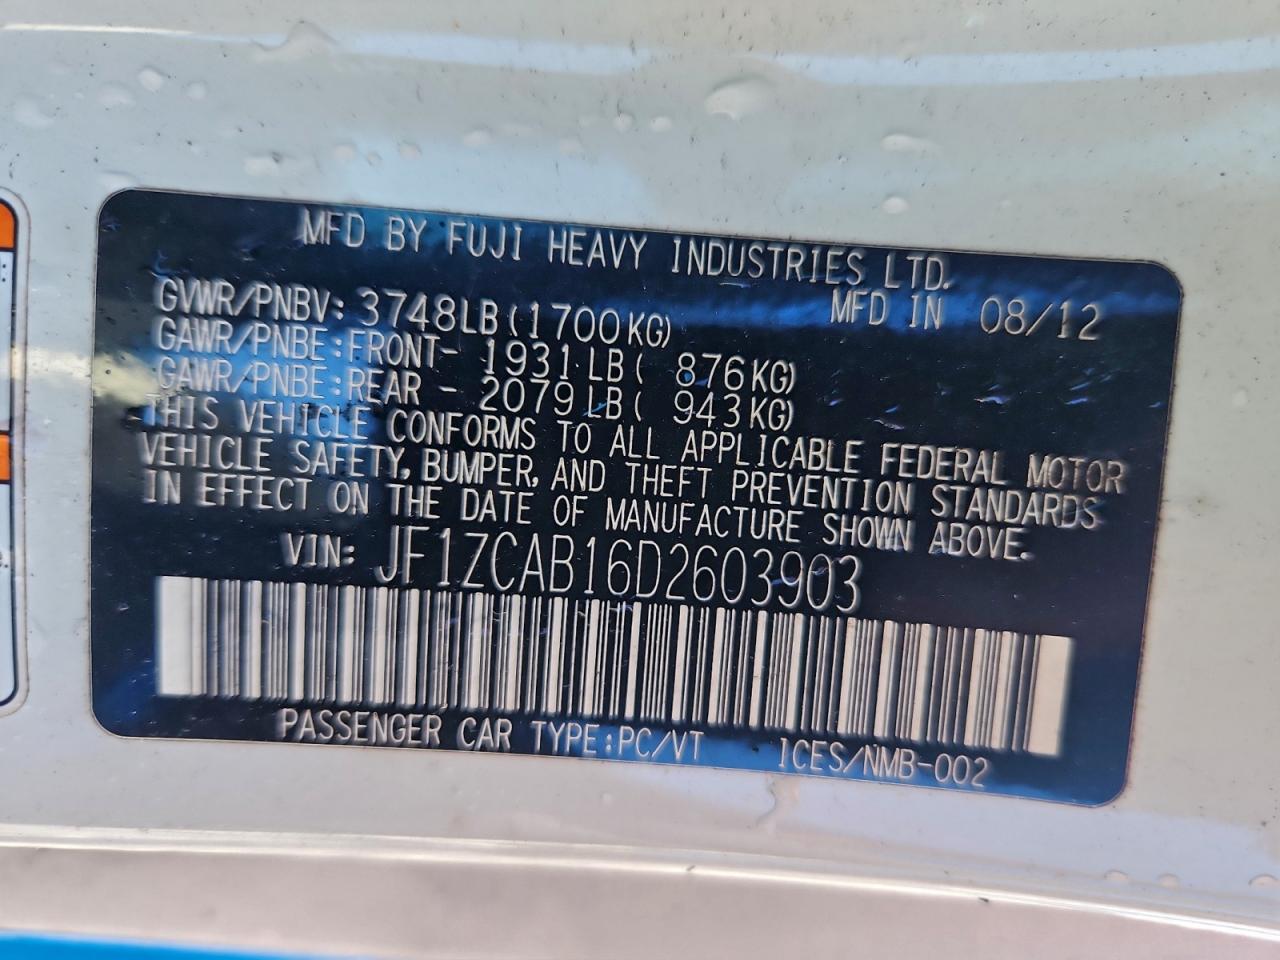 MFD BY FUJI HEAVY INDUSTRIES LTD.
GVWR/PNBV: 3748LB(1700KG) MFD IN 08/12
GAWR/PNBE:FRONT- 1931LB( 876KG)
GAWR/PNBE:REAR - 2079LB( 943KG)
THIS VEHICLE CONFORMS TO ALL APPLICABLE FEDERAL MOTOR
VEHICLE SAFETY, BUMPER, AND THEFT PREVENTION STANDARDS
IN EFFECT ON THE DATE OF MANUFACTURE SHOWN ABOVE.
VIN: JF1ZCAB16D2603903
PASSENGER CAR TYPE:PC/VT ICES/NMB-002